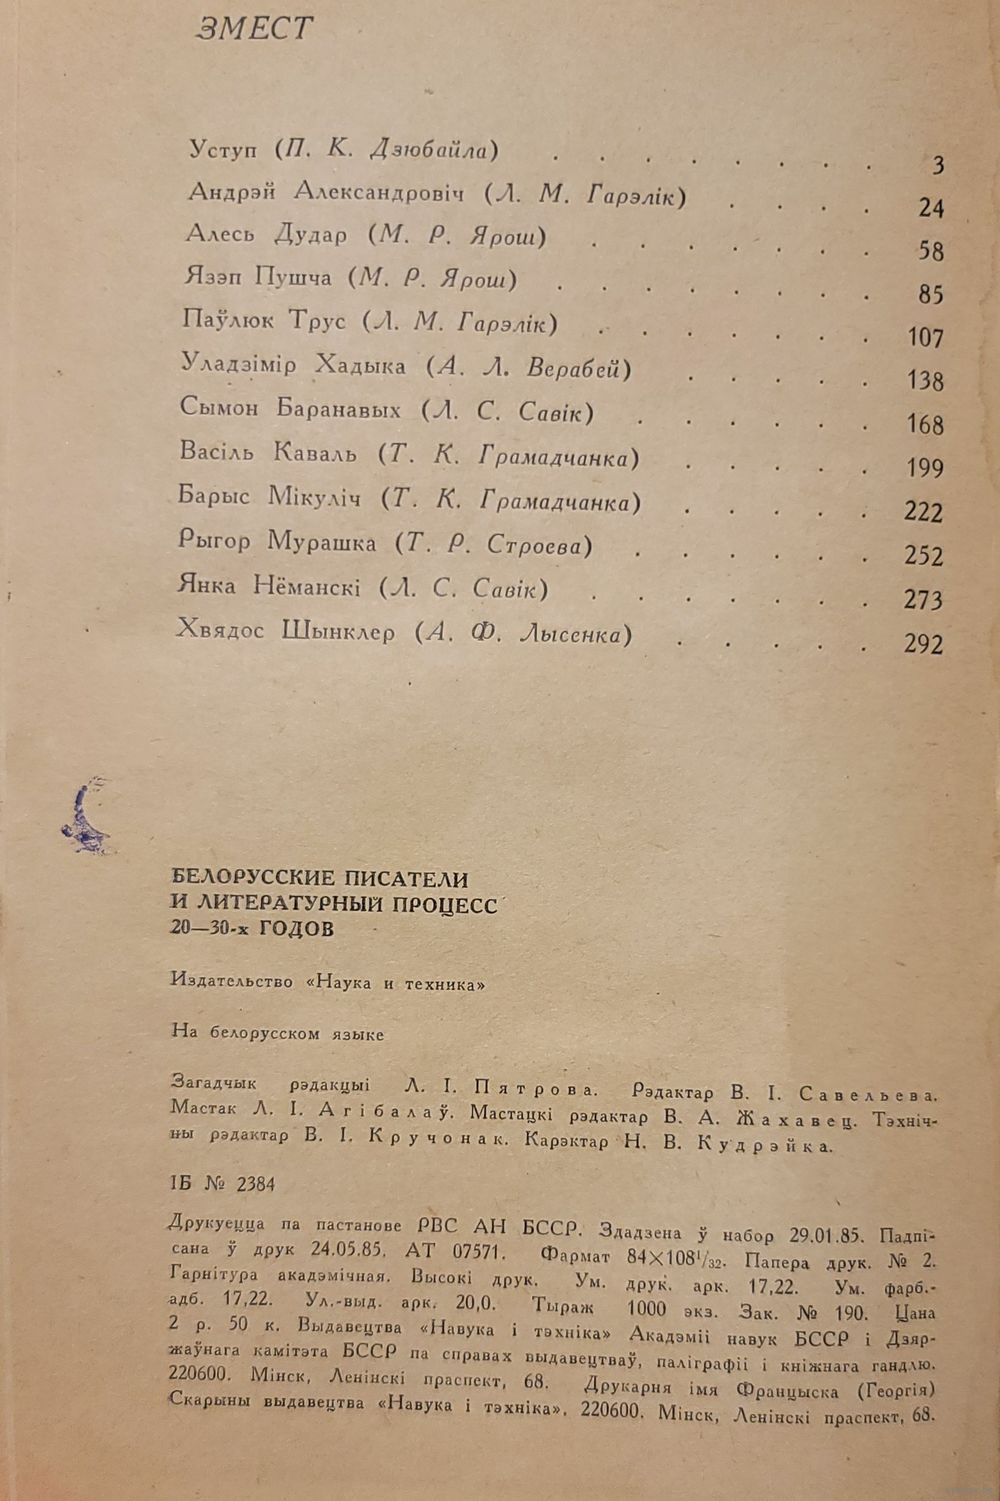 ЗМЕСТ
Уступ (П. К. Дзюбайла) . . . . . . . . 3
Андрэй Александровіч (Л. М. Гарэлік) . . . . 24
Алесь Дудар (М. Р. Ярош) . . . . . . . 58
Язэп Пушча (М. Р. Ярош) . . . . . . . . 85
Паўлюк Трус (Л. М. Гарэлік) . . . . . . . 107
Уладзімір Хадыка (А. Л. Верабей) . . . . . 138
Сымон Баранавых (Л. С. Савік) . . . . . . 168
Васіль Каваль (Т. К. Грамадчанка) . . . . . 199
Барыс Мікуліч (Т. К. Грамадчанка) . . . . . 222
Рыгор Мурашка (Т. Р. Строева) . . . . . . 252
Янка Нёманскі (Л. С. Савік) . . . . . . . 273
Хвядос Шынклер (А. Ф. Лысенка) . . . . . 292
БЕЛОРУССКИЕ ПИСАТЕЛИ
И ЛИТЕРАТУРНЫЙ ПРОЦЕСС
20—30-х ГОДОВ
Издательство «Наука и техника»
На белорусском языке
Загадчык рэдакцыі Л. І. Пятрова. Рэдактар В. І. Савельева.
Мастак Л. І. Агібалаў. Мастацкі рэдактар В. А. Жахавец. Тэхніч-
ны рэдактар В. І. Кручонак. Карэктар Н. В. Кудрэйка.
ІБ № 2384
Друкуецца па пастанове РВС АН БССР. Здадзена ў набор 29.01.85. Падпі-
сана ў друк 24.05.85. АТ 07571. Фармат 84×108¹/₃₂. Папера друк. № 2.
Гарнітура акадэмічная. Высокі друк. Ум. друк. арк. 17,22. Ум. фарб.-
адб. 17,22. Ул.-выд. арк. 20,0. Тыраж 1000 экз. Зак. № 190. Цана
2 р. 50 к. Выдавецтва «Навука і тэхніка» Акадэміі навук БССР і Дзяр-
жаўнага камітэта БССР па справах выдавецтваў, паліграфіі і кніжнага гандлю.
220600. Мінск, Ленінскі праспект, 68. Друкарня імя Францыска (Георгія)
Скарыны выдавецтва «Навука і тэхніка». 220600. Мінск, Ленінскі праспект, 68.